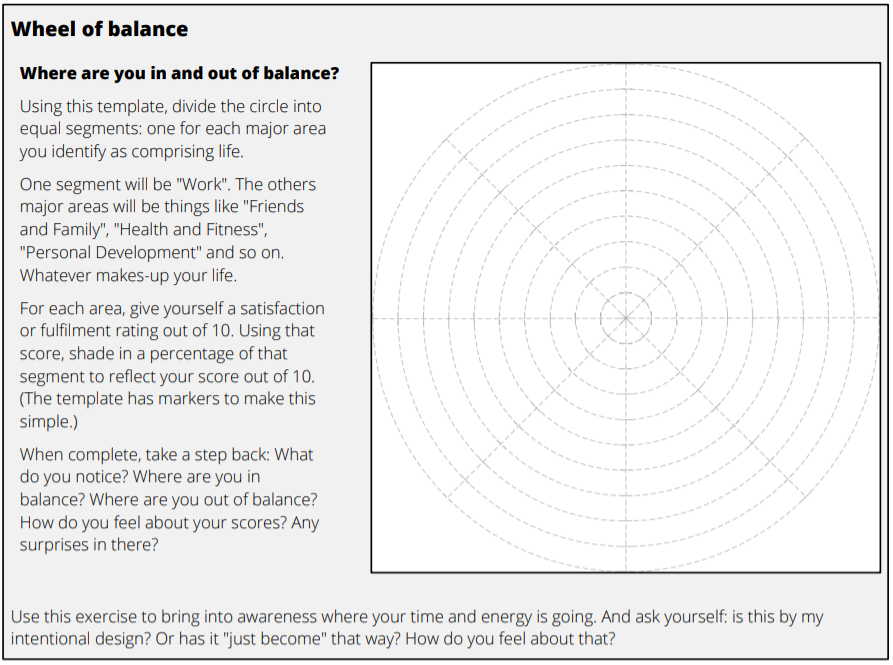 Wheel of balance
Where are you in and out of balance?
Using this template, divide the circle into
equal segments: one for each major area
you identify as comprising life.
One segment will be "Work". The others
major areas will be things like "Friends
and Family", "Health and Fitness",
"Personal Development" and so on.
Whatever makes-up your life.
For each area, give yourself a satisfaction
or fulfilment rating out of 10. Using that
score, shade in a percentage of that
segment to reflect your score out of 10.
(The template has markers to make this
simple.)
When complete, take a step back: What
do you notice? Where are you in
balance? Where are you out of balance?
How do you feel about your scores? Any
surprises in there?
Use this exercise to bring into awareness where your time and energy is going. And ask yourself: is this by my
intentional design? Or has it "just become" that way? How do you feel about that?